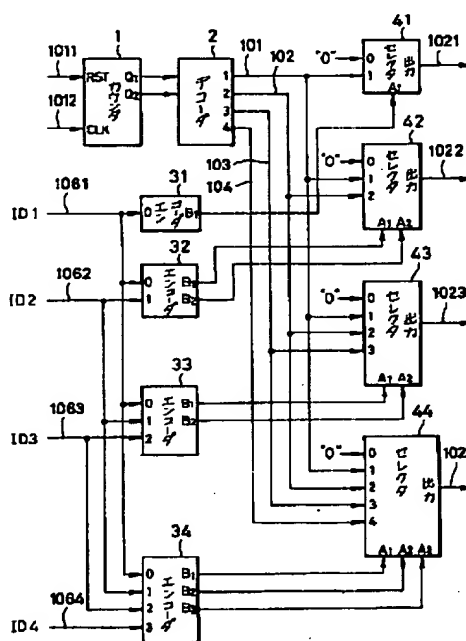 1
2
101
102
41
1021
1011
RST
Q₁
カウンタ
Q₂
1012
CLK
デコーダ
1
2
3
4
"0"
0
1
セレクタ
出力
A₁
103
104
42
1022
"0"
0
1
2
セレクタ
出力
A₁ A₂
1061
ID1
31
0
エンコーダ
B₁
1062
ID2
32
0
1
エンコーダ
B₁
B₂
43
1023
"0"
0
1
2
3
セレクタ
出力
A₁ A₂
1063
ID3
33
0
1
2
エンコーダ
B₁
B₂
44
102
"0"
0
1
2
3
4
セレクタ
出力
A₁ A₂ A₃
34
0
1
2
3
エンコーダ
B₁
B₂
B₃
1064
ID4